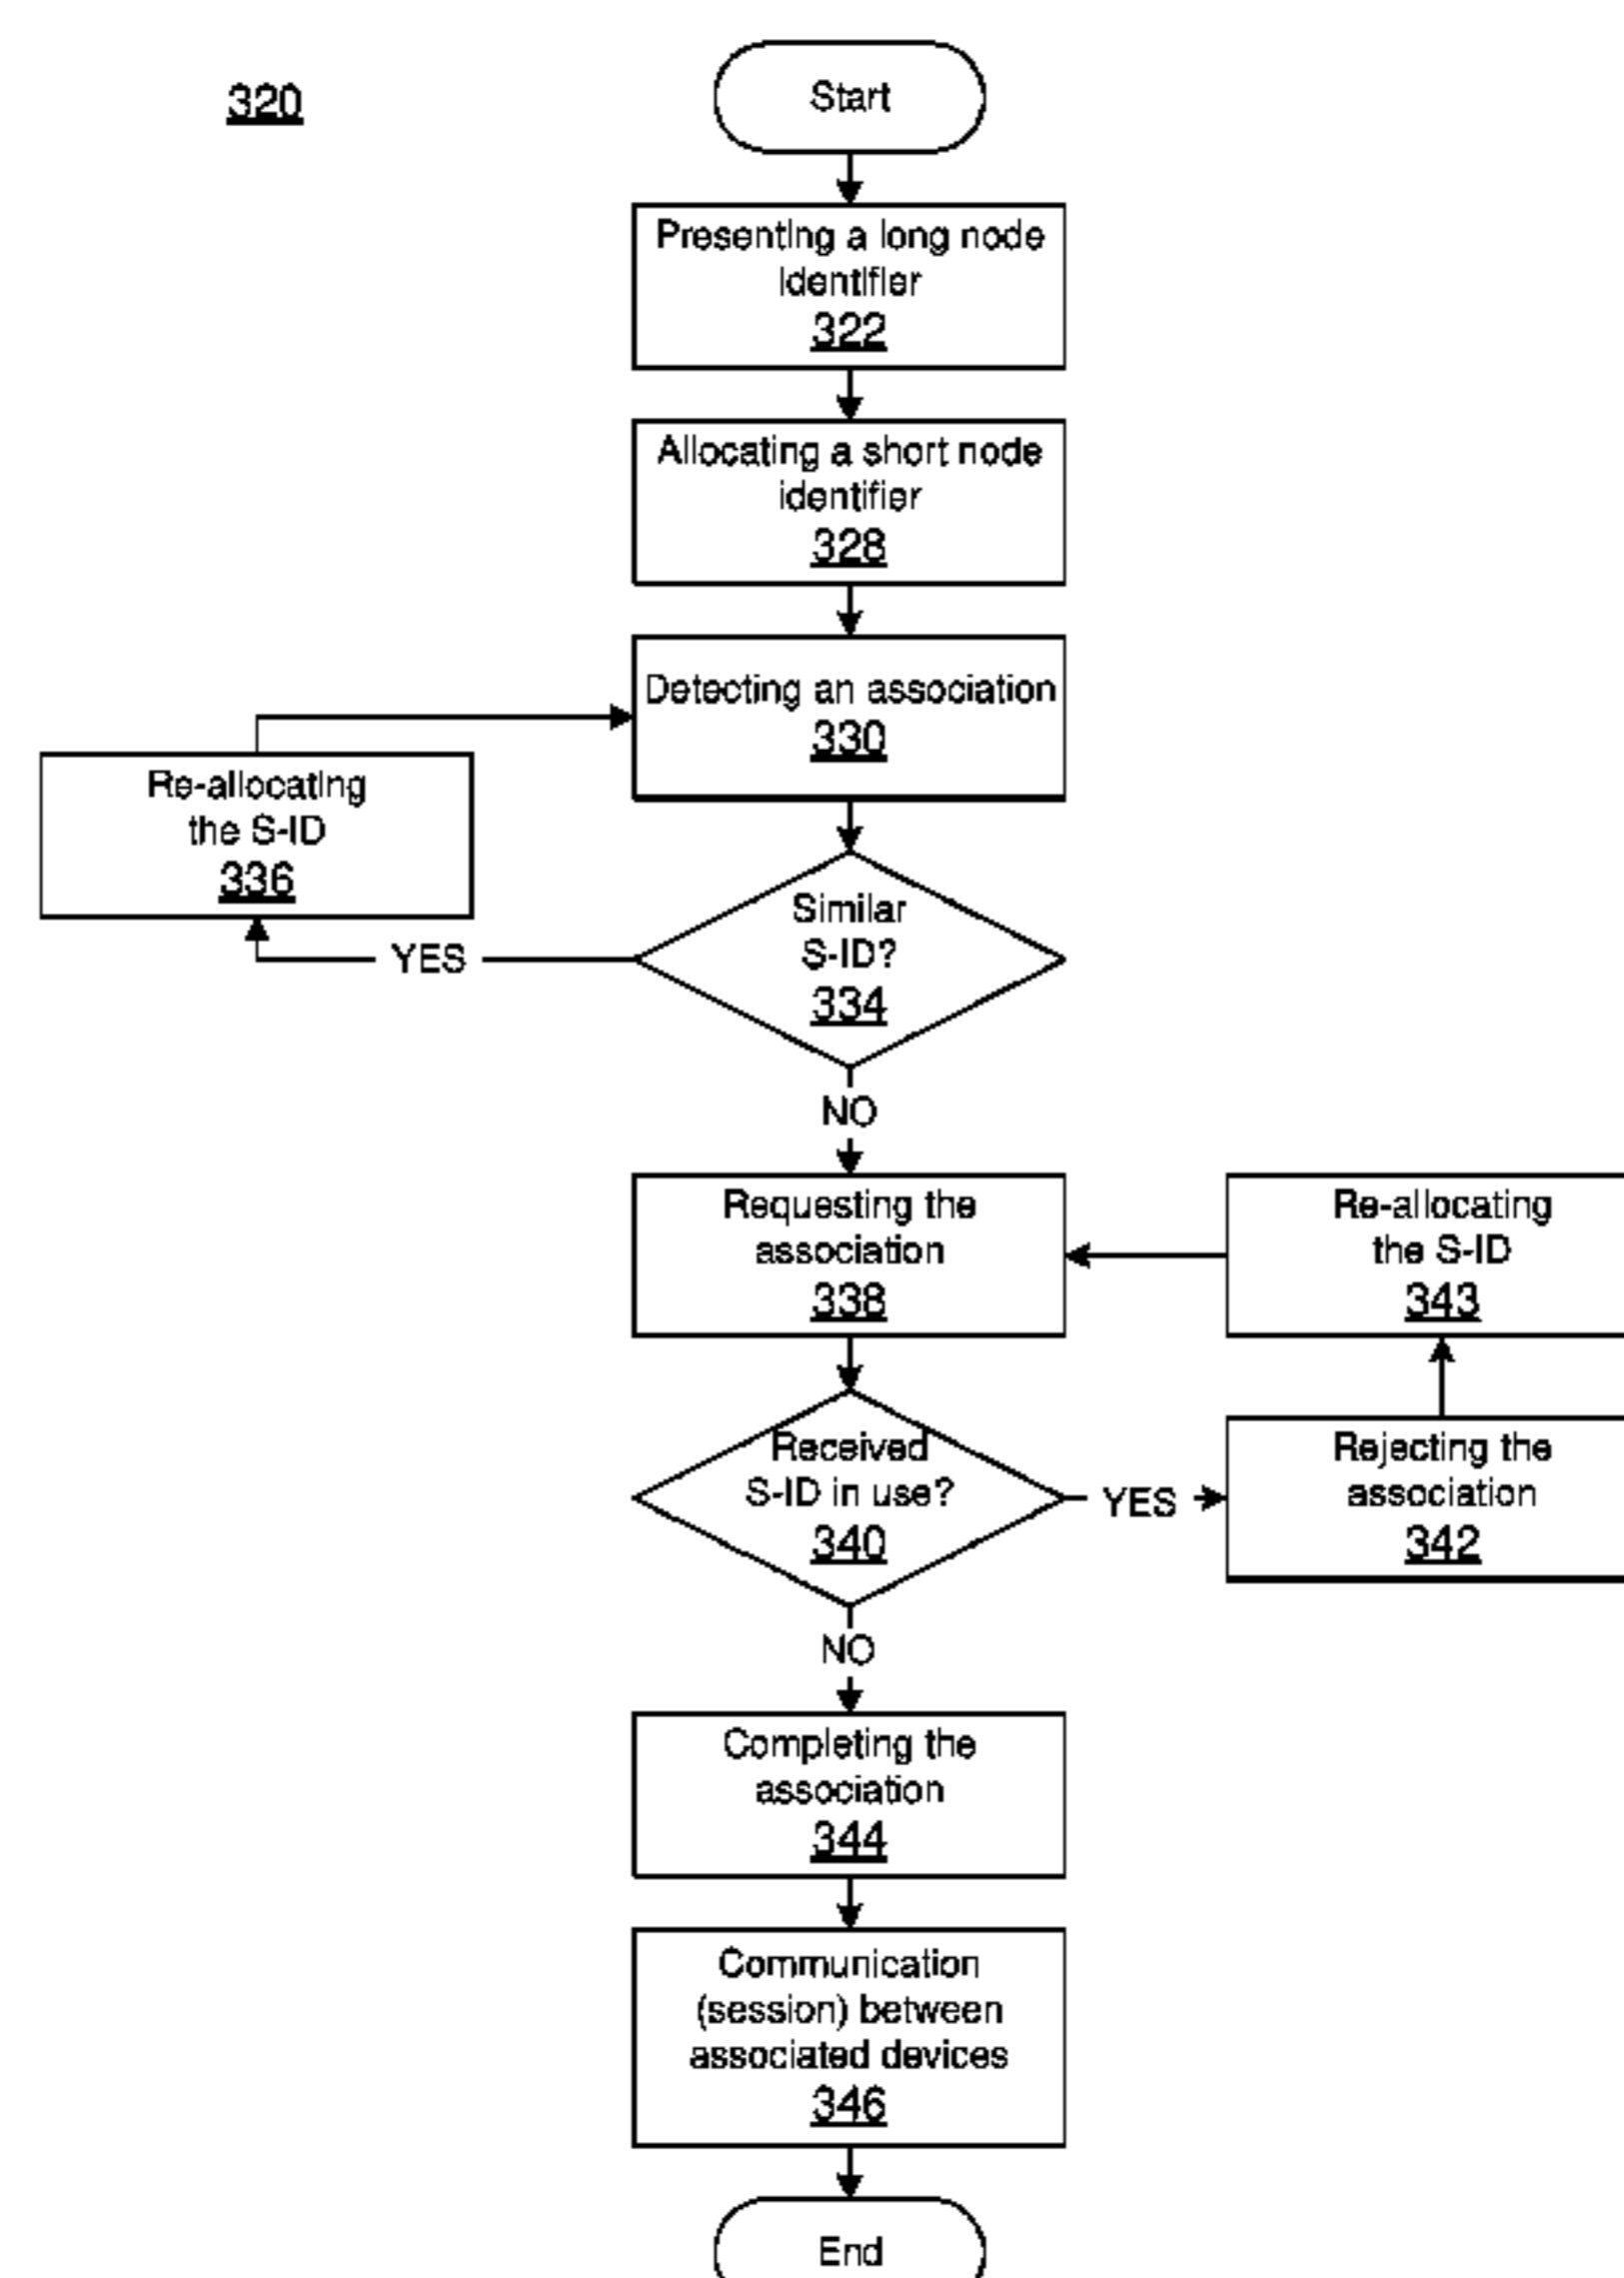 320
Start
Presenting a long node
identifier
322
Allocating a short node
identifier
328
Detecting an association
330
Re-allocating
the S-ID
336
Similar
S-ID?
334
YES
NO
Requesting the
association
338
Re-allocating
the S-ID
343
Received
S-ID in use?
340
YES
Rejecting the
association
342
NO
Completing the
association
344
Communication
(session) between
associated devices
346
End